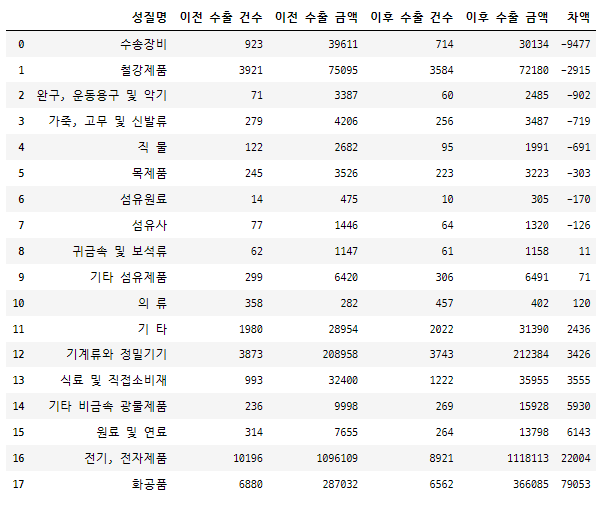 성질명 이전 수출 건수 이전 수출 금액 이후 수출 건수 이후 수출 금액 차액
0 수송장비 923 39611 714 30134 -9477
1 철강제품 3921 75095 3584 72180 -2915
2 완구, 운동용구 및 악기 71 3387 60 2485 -902
3 가죽, 고무 및 신발류 279 4206 256 3487 -719
4 직 물 122 2682 95 1991 -691
5 목제품 245 3526 223 3223 -303
6 섬유원료 14 475 10 305 -170
7 섬유사 77 1446 64 1320 -126
8 귀금속 및 보석류 62 1147 61 1158 11
9 기타 섬유제품 299 6420 306 6491 71
10 의 류 358 282 457 402 120
11 기 타 1980 28954 2022 31390 2436
12 기계류와 정밀기기 3873 208958 3743 212384 3426
13 식료 및 직접소비재 993 32400 1222 35955 3555
14 기타 비금속 광물제품 236 9998 269 15928 5930
15 원료 및 연료 314 7655 264 13798 6143
16 전기, 전자제품 10196 1096109 8921 1118113 22004
17 화공품 6880 287032 6562 366085 79053